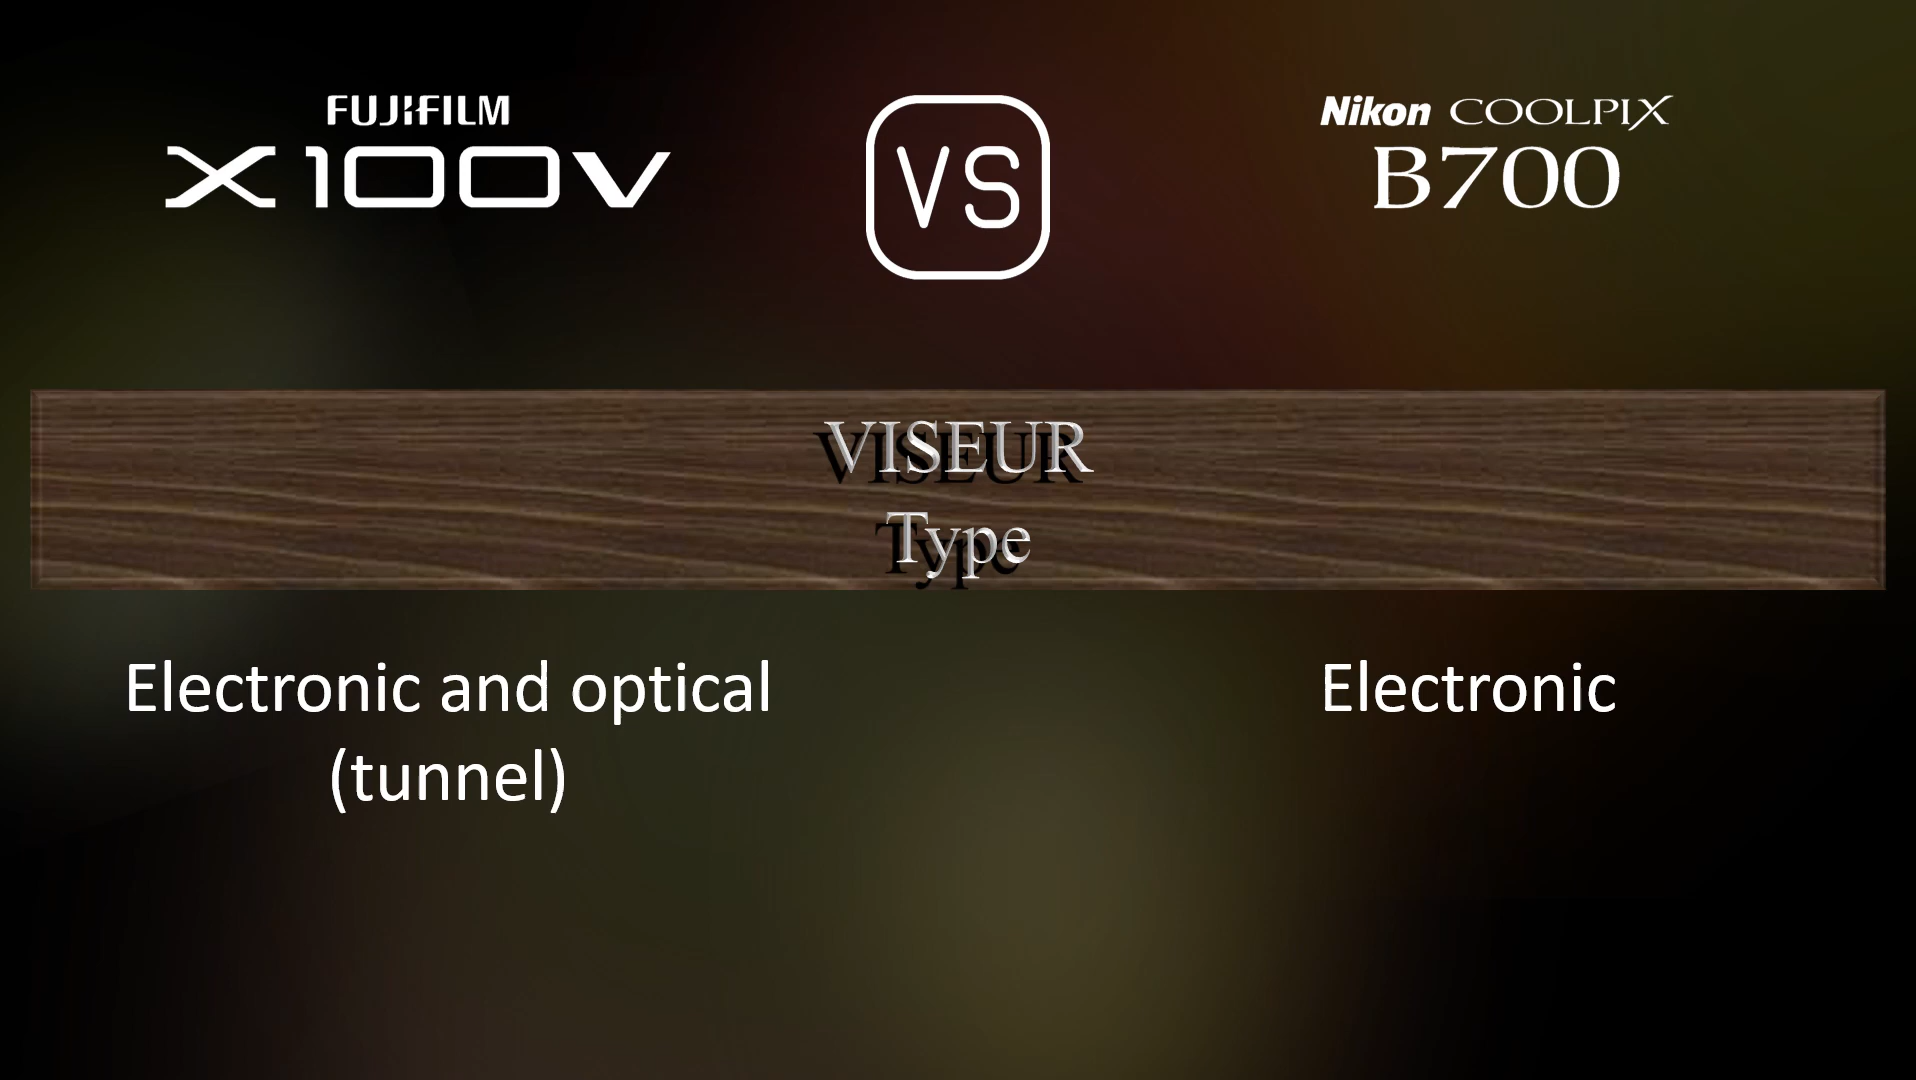 FUJIFILM
X100V
VS
Nikon COOLPIX
B700
VISEUR
Type
Electronic and optical
(tunnel)
Electronic